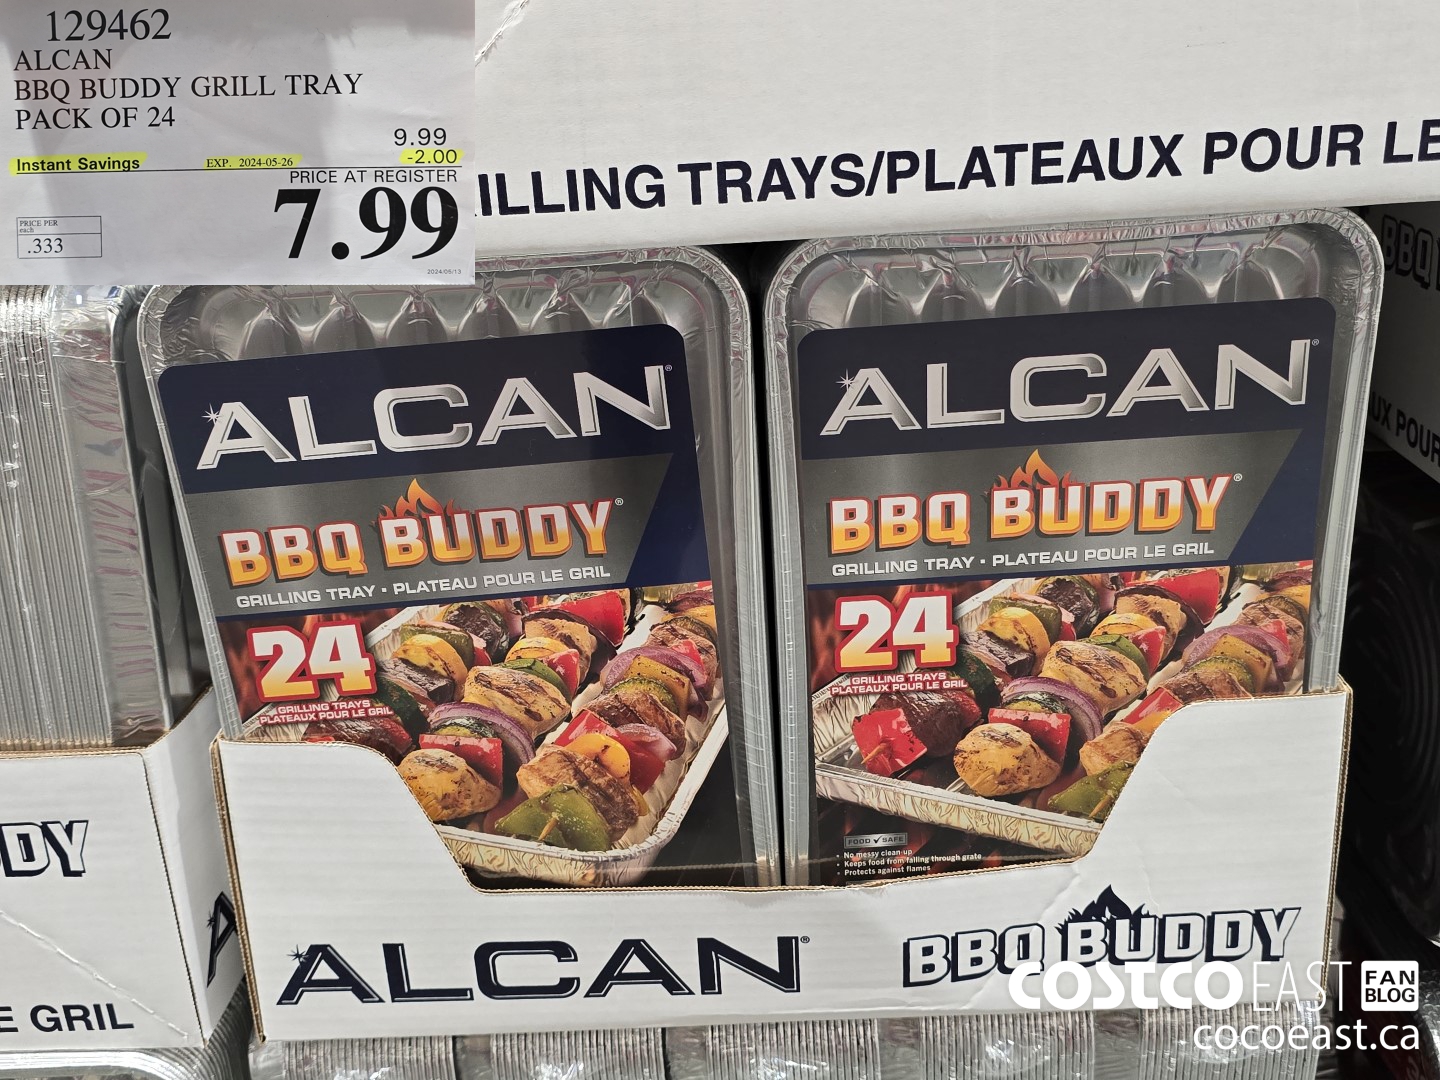 129462
ALCAN
BBQ BUDDY GRILL TRAY
PACK OF 24
9.99
Instant Savings EXP. 2024-05-26 -2.00
PRICE AT REGISTER
7.99
PRICE PER
each
.333
2024/05/13
ILLING TRAYS/PLATEAUX POUR LE
ALCAN®
BBQ BUDDY®
GRILLING TRAY • PLATEAU POUR LE GRIL
24
GRILLING TRAYS
PLATEAUX POUR LE GRIL
ALCAN®
BBQ BUDDY®
GRILLING TRAY • PLATEAU POUR LE GRIL
24
GRILLING TRAYS
PLATEAUX POUR LE GRIL
FOOD SAFE
• No messy clean-up
• Keeps food from falling through grate
• Protects against flames
BBQ
UX POUR
DY
E GRIL
A
ALCAN®
BBQ BUDDY
COSTCO EAST FAN BLOG
cocoeast.ca